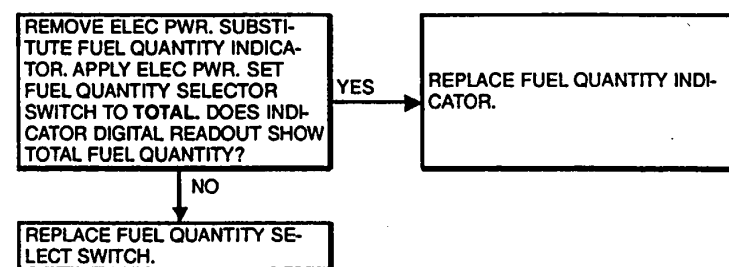 REMOVE ELEC PWR. SUBSTI-
TUTE FUEL QUANTITY INDICA-
TOR. APPLY ELEC PWR. SET
FUEL QUANTITY SELECTOR
SWITCH TO TOTAL. DOES INDI-
CATOR DIGITAL READOUT SHOW
TOTAL FUEL QUANTITY?
YES
REPLACE FUEL QUANTITY INDI-
CATOR.
NO
REPLACE FUEL QUANTITY SE-
LECT SWITCH.